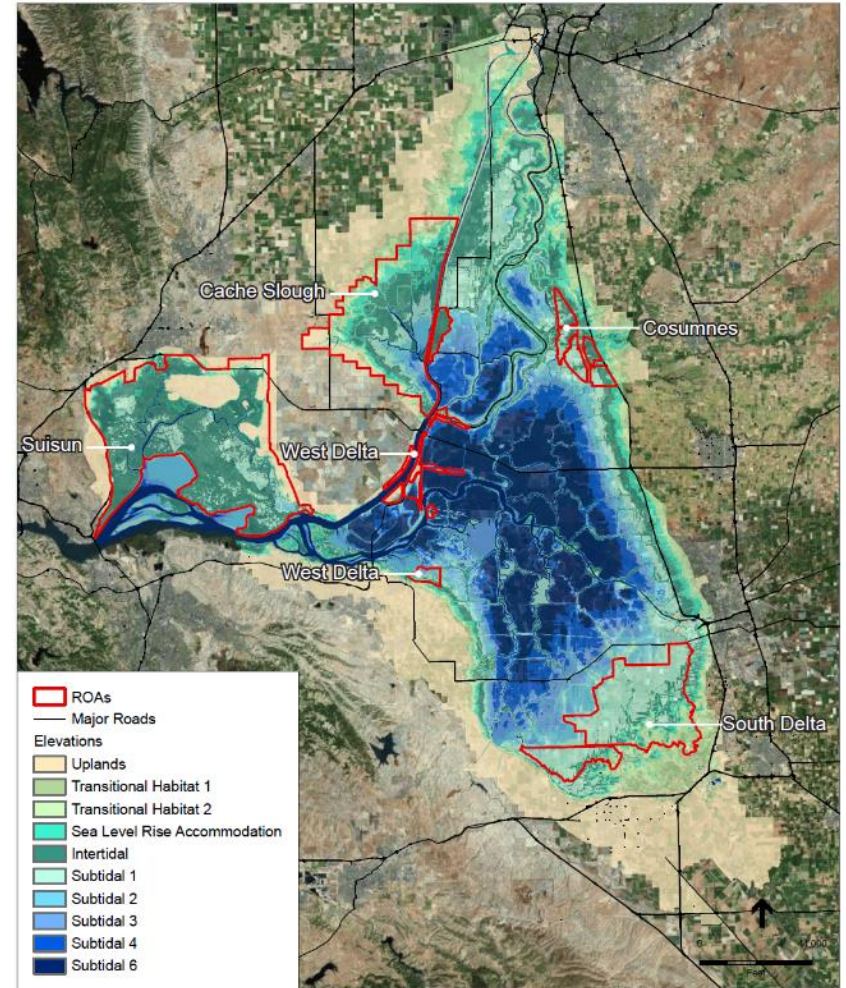 Cache Slough
Cosumnes
Suisun
West Delta
West Delta
South Delta
ROAs
Major Roads
Elevations
Uplands
Transitional Habitat 1
Transitional Habitat 2
Sea Level Rise Accommodation
Intertidal
Subtidal 1
Subtidal 2
Subtidal 3
Subtidal 4
Subtidal 6
0
Feet